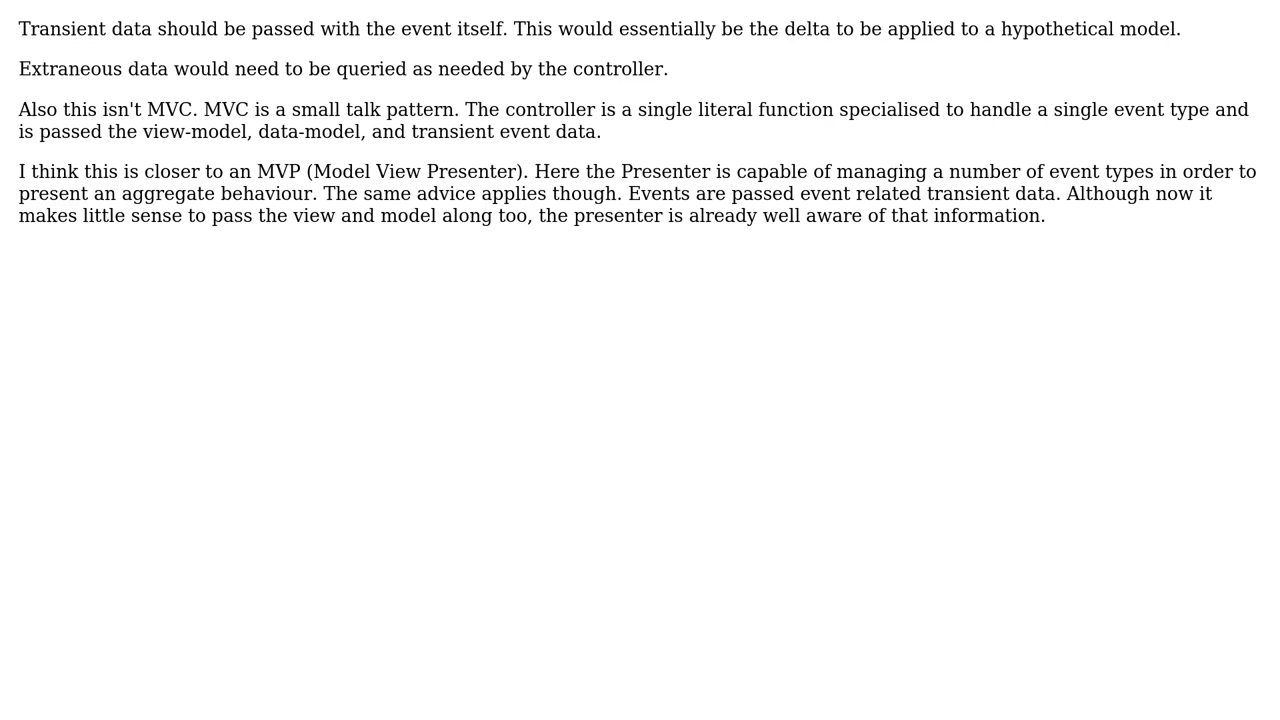 Transient data should be passed with the event itself. This would essentially be the delta to be applied to a hypothetical model.
Extraneous data would need to be queried as needed by the controller.
Also this isn't MVC. MVC is a small talk pattern. The controller is a single literal function specialised to handle a single event type and
is passed the view-model, data-model, and transient event data.
I think this is closer to an MVP (Model View Presenter). Here the Presenter is capable of managing a number of event types in order to
present an aggregate behaviour. The same advice applies though. Events are passed event related transient data. Although now it
makes little sense to pass the view and model along too, the presenter is already well aware of that information.